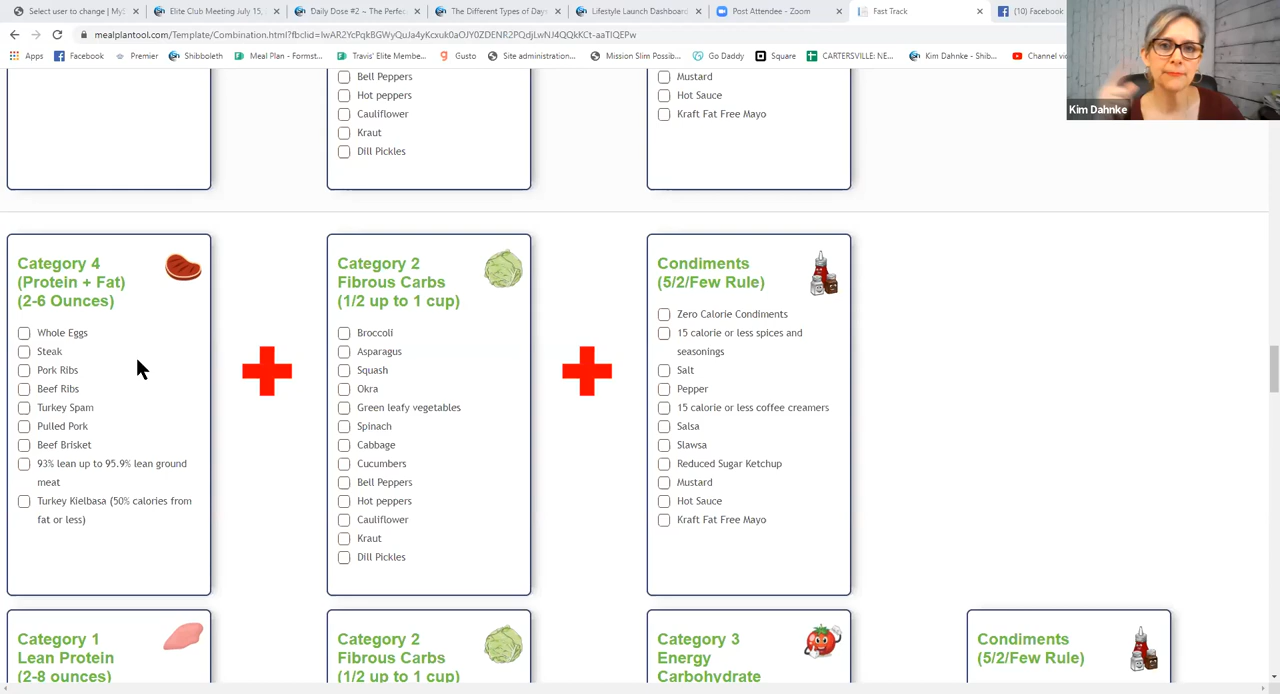 Select user to change | MyS
Elite Club Meeting July 15,
Daily Dose #2 ~ The Perfec
The Different Types of Days
Lifestyle Launch Dashboard
Post Attendee - Zoom
Fast Track
(10) Facebook
mealplantool.com/Template/Combination.html?fbclid=
Apps
Facebook
Premier
Shibboleth
Meal Plan - Formst...
Gusto
Site administration...
Mission Slim Possib...
Go Daddy
Square
CARTERSVILLE: NE...
Kim Dahnke - Shib...
Channel vi
Travis' Elite Membe...
Kim Dahnke
Bell Peppers
Hot peppers
Cauliflower
Kraut
Dill Pickles
Mustard
Hot Sauce
Kraft Fat Free Mayo
Category 4
(Protein + Fat)
(2-6 Ounces)
Whole Eggs
Steak
Pork Ribs
Beef Ribs
Turkey Spam
Pulled Pork
Beef Brisket
93% lean up to 95.9% lean ground
meat
Turkey Kielbasa (50% calories from
fat or less)
Category 2
Fibrous Carbs
(1/2 up to 1 cup)
Broccoli
Asparagus
Squash
Okra
Green leafy vegetables
Spinach
Cabbage
Cucumbers
Bell Peppers
Hot peppers
Cauliflower
Kraut
Dill Pickles
Condiments
(5/2/Few Rule)
Zero Calorie Condiments
15 calorie or less spices and
seasonings
Salt
Pepper
15 calorie or less coffee creamers
Salsa
Slawsa
Reduced Sugar Ketchup
Mustard
Hot Sauce
Kraft Fat Free Mayo
Category 1
Lean Protein
(2-8 ounces)
Category 2
Fibrous Carbs
(1/2 up to 1 cup)
Category 3
Energy
Carbohydrate
Condiments
(5/2/Few Rule)